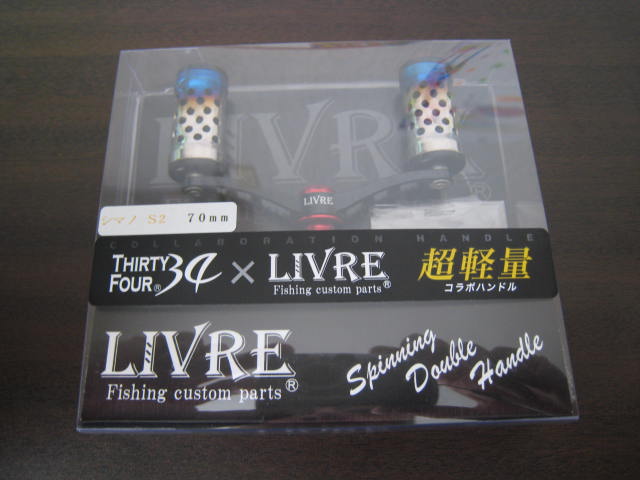 LIVRE
LIVRE
シマノ S2 70mm
COLLABORATION HANDLE
THIRTY FOUR 34® × LIVRE®
Fishing custom parts
超軽量
コラボハンドル
LIVRE®
Fishing custom parts
Spinning Double Handle